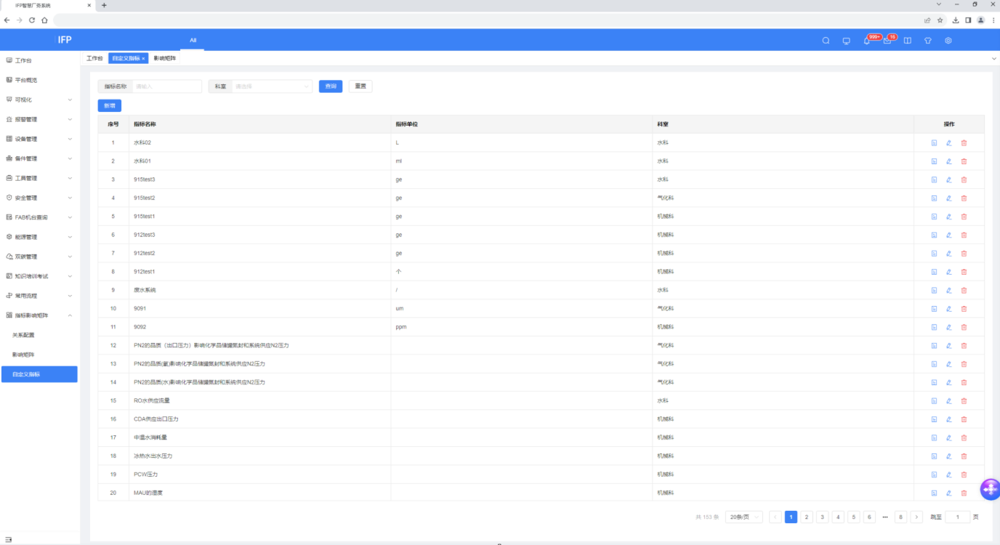 IFP智慧厂务系统
IFP
All
999+
16
工作台
平台概览
可视化
报警管理
设备管理
备件管理
工具管理
安全管理
FAB机台查询
能源管理
双碳管理
知识培训考试
常用流程
指标影响矩阵
关系配置
影响矩阵
自定义指标
工作台 自定义指标 × 影响矩阵
指标名称 请输入 科室 请选择 查询 重置
新增
序号 指标名称 指标单位 科室 操作
1 水科02 L 水科
2 水科01 ml 水科
3 915test3 ge 水科
4 915test2 ge 气化科
5 915test1 ge 机械科
6 912test3 ge 机械科
7 912test2 ge 机械科
8 912test1 个 机械科
9 废水系统 / 水科
10 9091 um 气化科
11 9092 ppm 机械科
12 PN2的品质（出口压力）影响化学品储罐氮封和系统供应N2压力 气化科
13 PN2的品质(氧)影响化学品储罐氮封和系统供应N2压力 气化科
14 PN2的品质(水)影响化学品储罐氮封和系统供应N2压力 气化科
15 RO水供应流量 水科
16 CDA供应出口压力 机械科
17 中温水消耗量 机械科
18 冰热水出水压力 机械科
19 PCW压力 机械科
20 MAU的湿度 机械科
共 153 条 20条/页 1 2 3 4 5 6 ••• 8 跳至 1 页